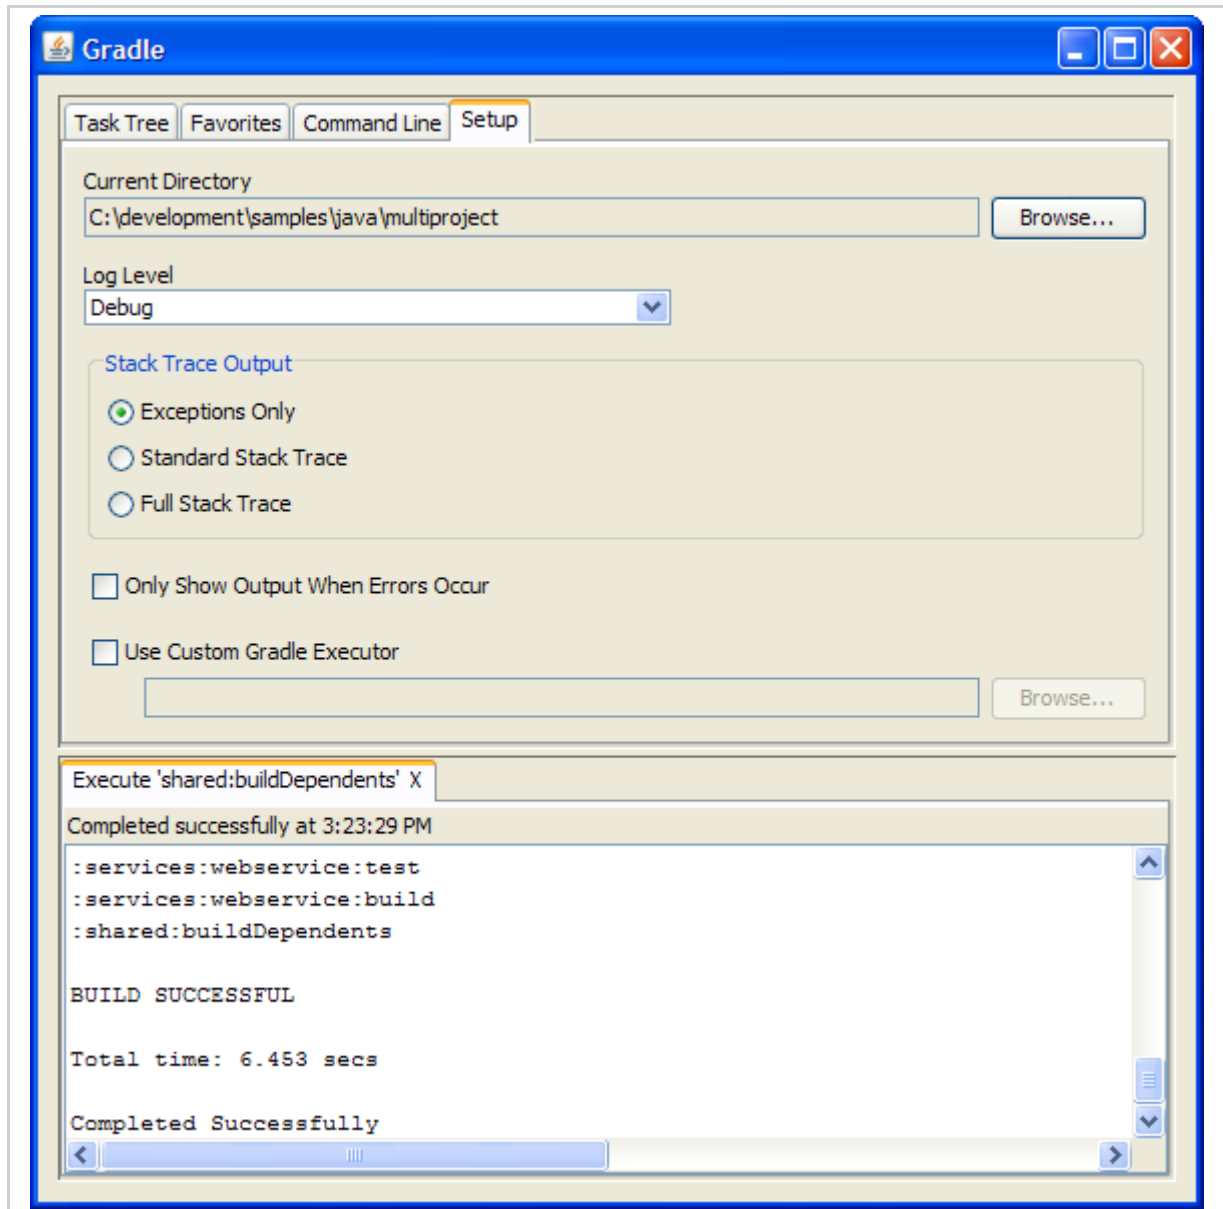 Gradle
Task Tree Favorites Command Line Setup
Current Directory
C:\development\samples\java\multiproject Browse...
Log Level
Debug
Stack Trace Output
Exceptions Only
Standard Stack Trace
Full Stack Trace
Only Show Output When Errors Occur
Use Custom Gradle Executor
Browse...
Execute 'shared:buildDependents' X
Completed successfully at 3:23:29 PM
:services:webservice:test
:services:webservice:build
:shared:buildDependents
BUILD SUCCESSFUL
Total time: 6.453 secs
Completed Successfully